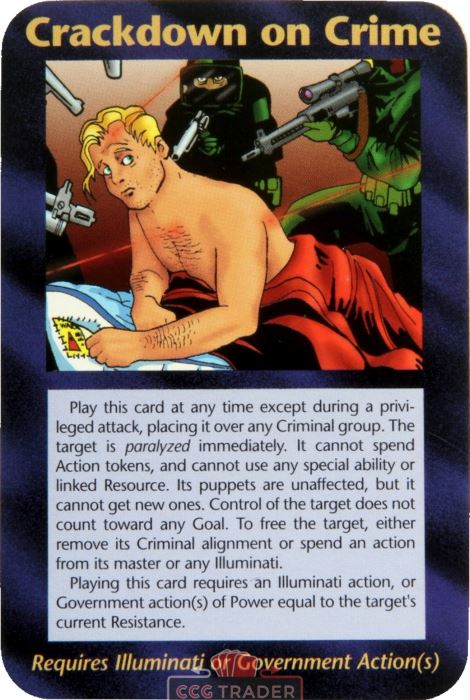 Crackdown on Crime
Play this card at any time except during a privi-
leged attack, placing it over any Criminal group. The
target is paralyzed immediately. It cannot spend
Action tokens, and cannot use any special ability or
linked Resource. Its puppets are unaffected, but it
cannot get new ones. Control of the target does not
count toward any Goal. To free the target, either
remove its Criminal alignment or spend an action
from its master or any Illuminati.
Playing this card requires an Illuminati action, or
Government action(s) of Power equal to the target's
current Resistance.
Requires Illuminati or Government Action(s)
CCG TRADER